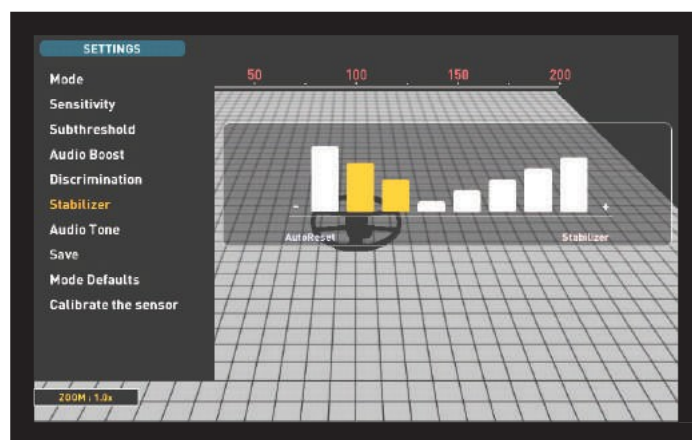 SETTINGS
Mode
Sensitivity
Subthreshold
Audio Boost
Discrimination
Stabilizer
Audio Tone
Save
Mode Defaults
Calibrate the sensor
50 100 150 200
- +
AutoReset Stabilizer
ZOOM : 1.0x